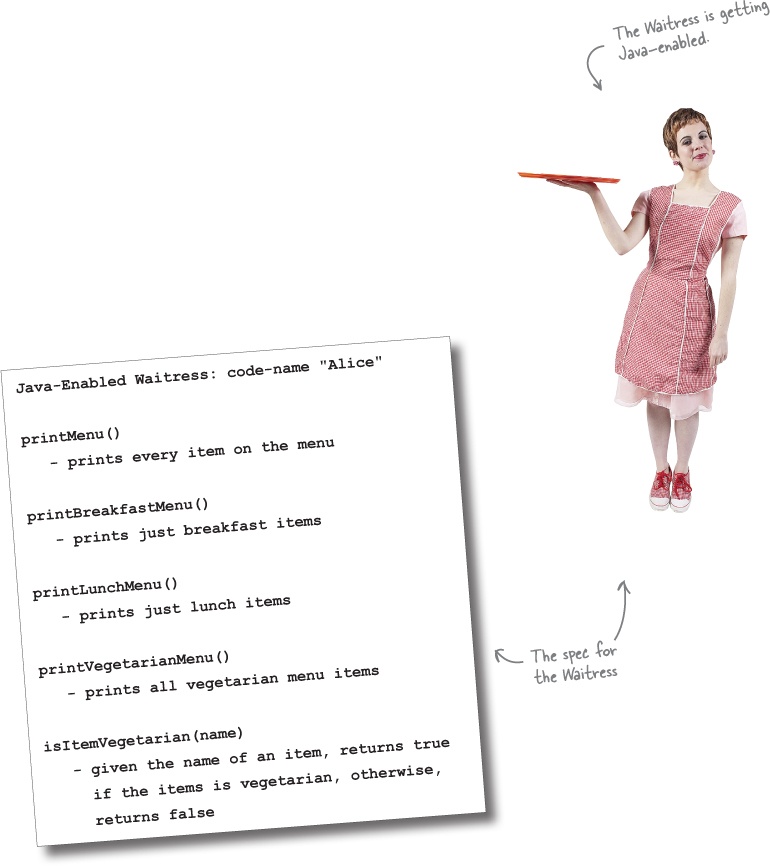 The Waitress is getting
Java-enabled.
Java-Enabled Waitress: code-name "Alice"
printMenu()
- prints every item on the menu
printBreakfastMenu()
- prints just breakfast items
printLunchMenu()
- prints just lunch items
printVegetarianMenu()
- prints all vegetarian menu items
isItemVegetarian(name)
- given the name of an item, returns true
if the items is vegetarian, otherwise,
returns false
The spec for
the Waitress